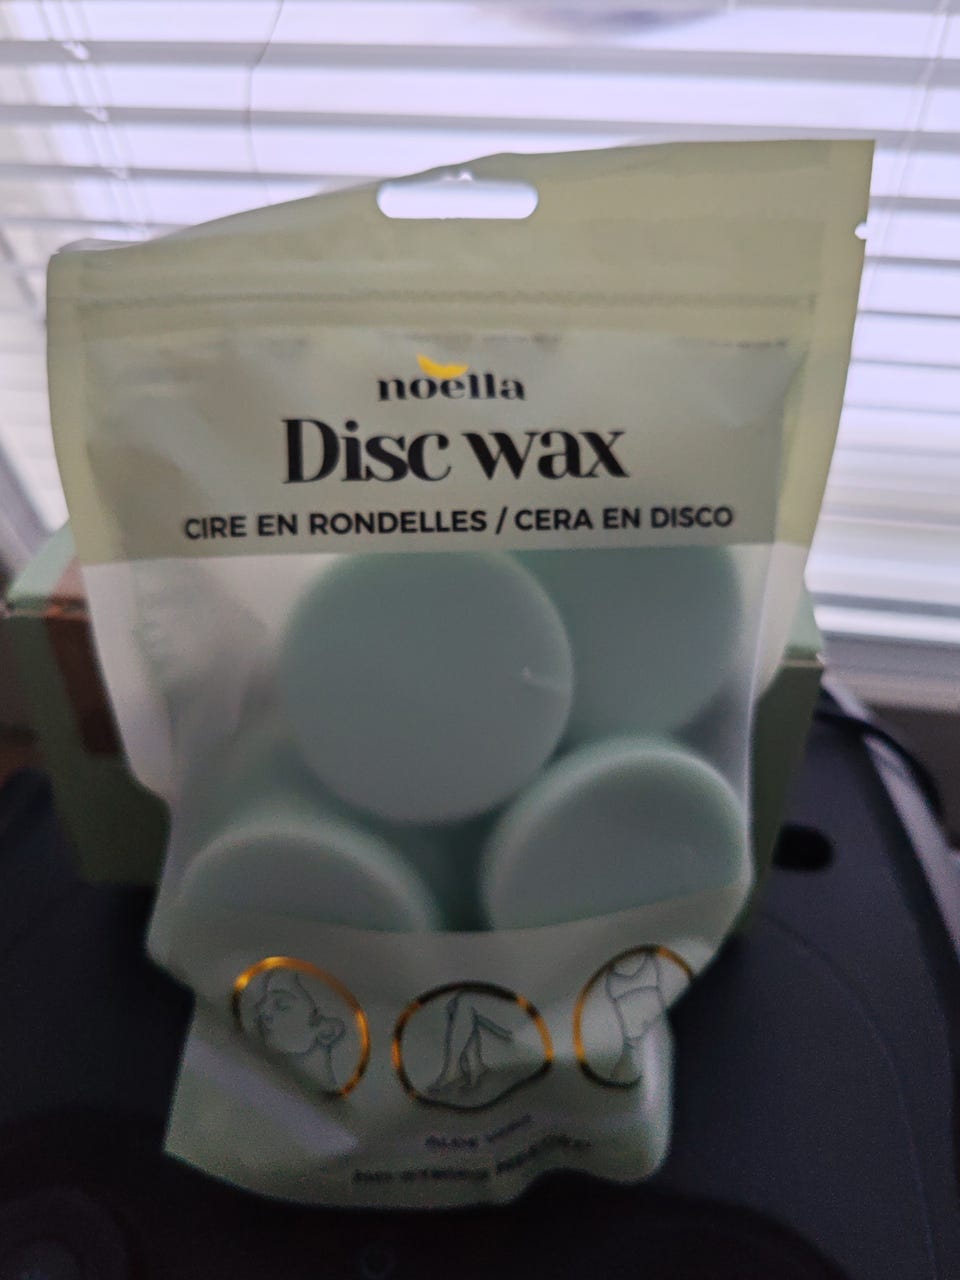 noëlla
Disc wax
CIRE EN RONDELLES / CERA EN DISCO